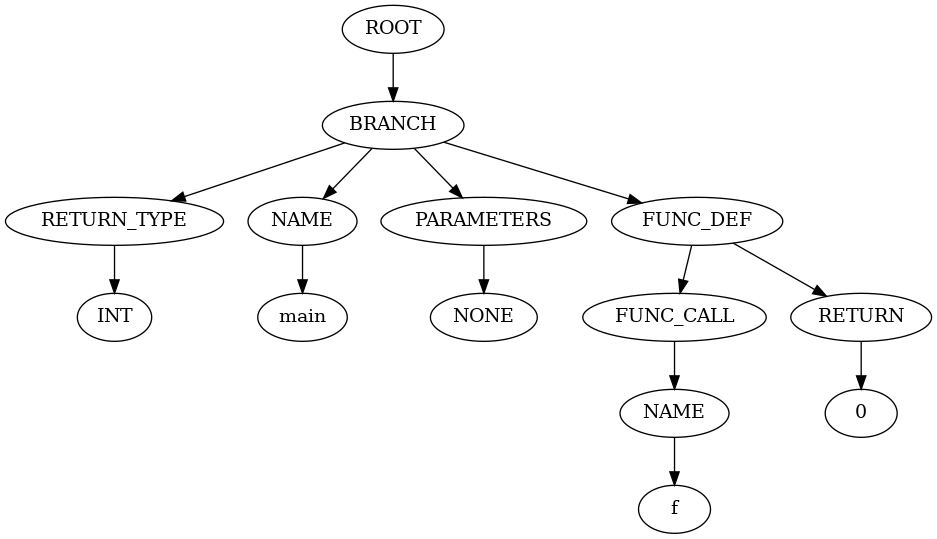 ROOT
BRANCH
RETURN_TYPE NAME PARAMETERS FUNC_DEF
INT main NONE FUNC_CALL RETURN
NAME 0
f